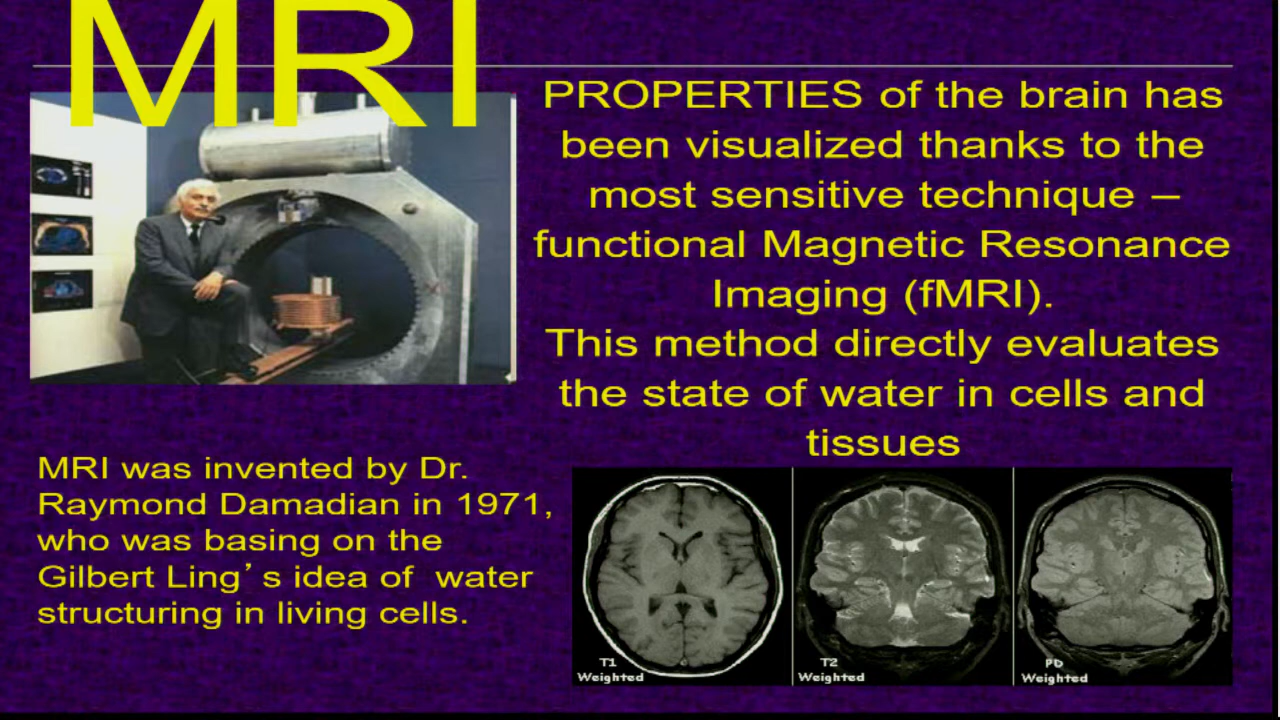 MRI
PROPERTIES of the brain has
been visualized thanks to the
most sensitive technique –
functional Magnetic Resonance
Imaging (fMRI).
This method directly evaluates
the state of water in cells and
tissues
MRI was invented by Dr.
Raymond Damadian in 1971,
who was basing on the
Gilbert Ling’s idea of water
structuring in living cells.
T1
Weighted
T2
Weighted
PD
Weighted